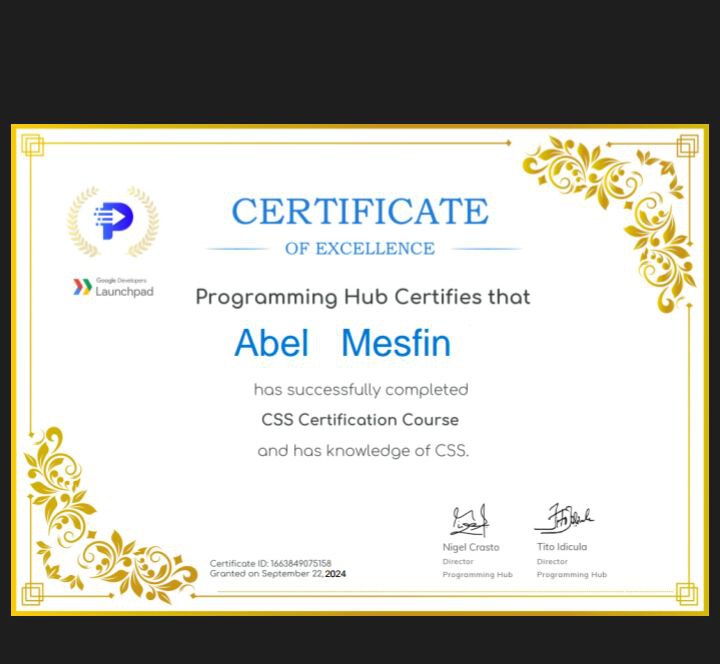 CERTIFICATE
OF EXCELLENCE
Google Developers
Launchpad
Programming Hub Certifies that
Abel Mesfin
has successfully completed
CSS Certification Course
and has knowledge of CSS.
Nigel Crasto
Tito Idicula
Director
Director
Programming Hub
Programming Hub
Certificate ID: 1663849075158
Granted on September 22, 2024